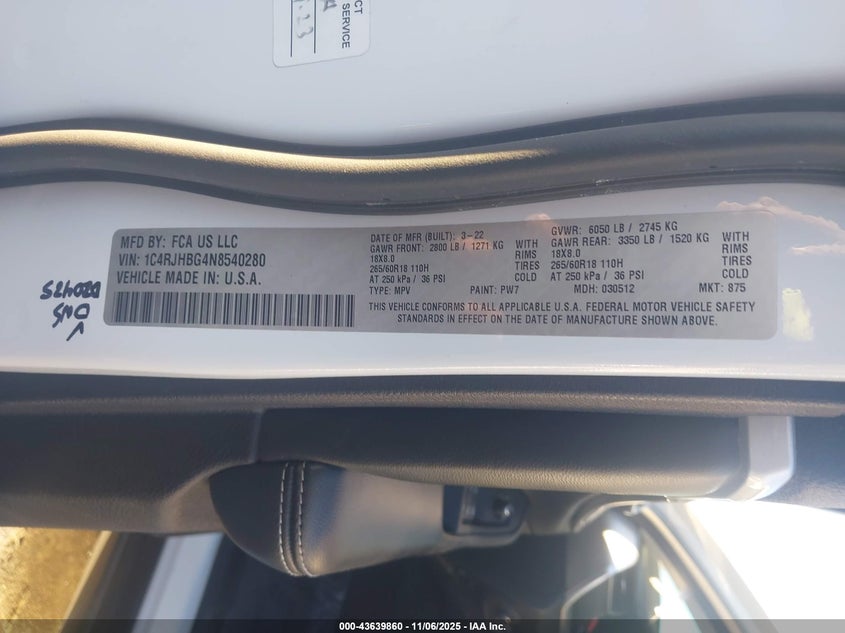 CT
SERVICE
23
MFD BY: FCA US LLC
VIN: 1C4RJHBG4N8540280
VEHICLE MADE IN: U.S.A.
DATE OF MFR (BUILT): 3-22
GAWR FRONT: 2800 LB / 1271 KG WITH
18X8.0 RIMS
265/60R18 110H TIRES
AT 250 kPa / 36 PSI COLD
TYPE: MPV PAINT: PW7
GVWR: 6050 LB / 2745 KG
GAWR REAR: 3350 LB / 1520 KG WITH
18X8.0 RIMS
265/60R18 110H TIRES
AT 250 kPa / 36 PSI COLD
MDH: 030512 MKT: 875
THIS VEHICLE CONFORMS TO ALL APPLICABLE U.S.A. FEDERAL MOTOR VEHICLE SAFETY
STANDARDS IN EFFECT ON THE DATE OF MANUFACTURE SHOWN ABOVE.
000-43639860 - 11/06/2025 - IAA Inc.